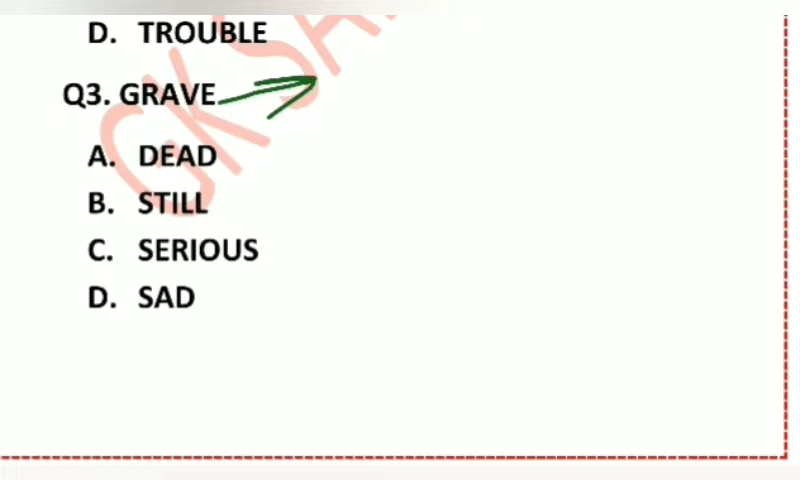 D. TROUBLE
Q3. GRAVE
A. DEAD
B. STILL
C. SERIOUS
D. SAD